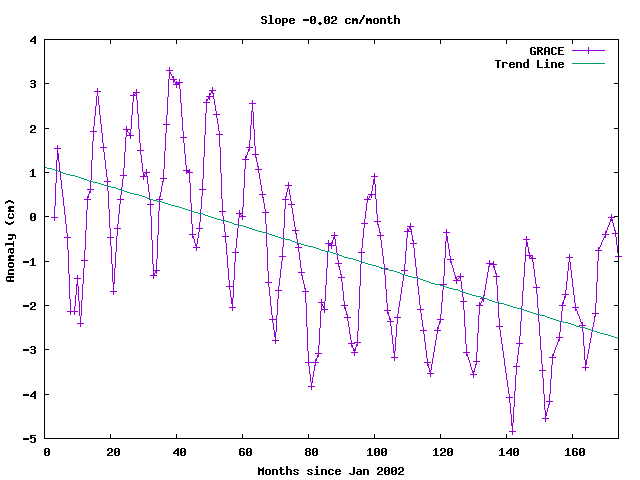 Slope -0.02 cm/month
GRACE
Trend Line
4
3
2
1
0
-1
-2
-3
-4
-5
Anomaly (cm)
0 20 40 60 80 100 120 140 160
Months since Jan 2002